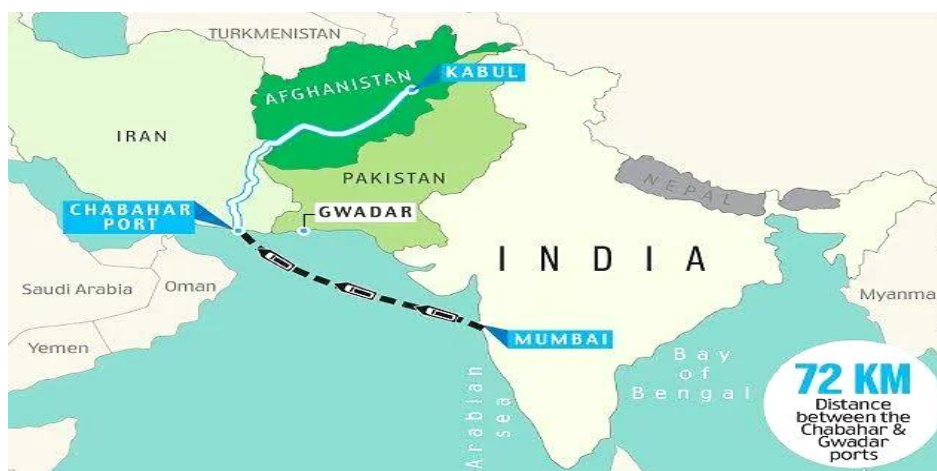 TURKMENISTAN
AFGHANISTAN
KABUL
IRAN
PAKISTAN
NEPAL
CHABAHAR
PORT
GWADAR
INDIA
Saudi Arabia
Oman
Myanma
Yemen
MUMBAI
Arabian
sea
Bay
of
Bengal
72 KM
Distance
between the
Chabahar &
Gwadar
ports